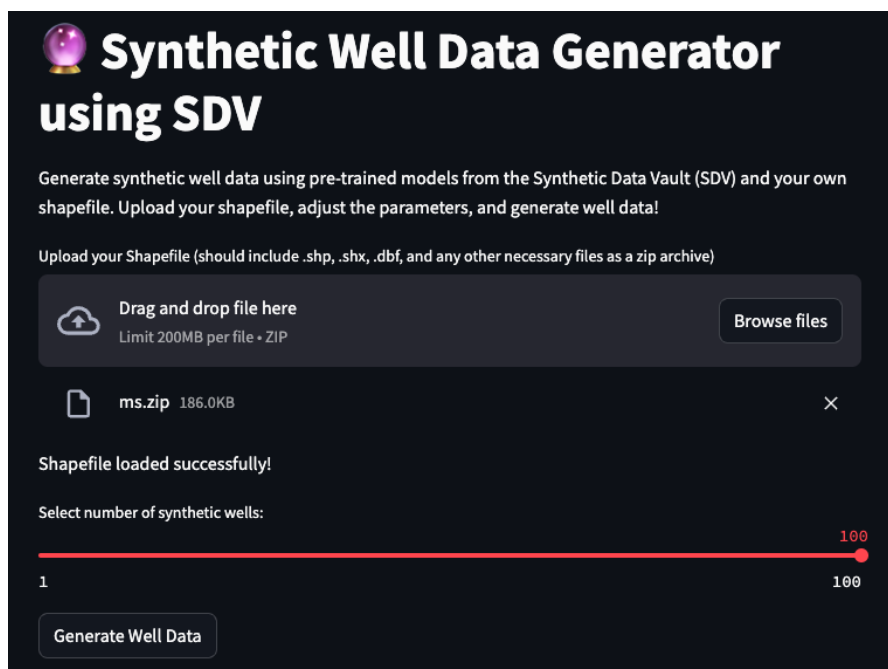 🔮 Synthetic Well Data Generator
using SDV
Generate synthetic well data using pre-trained models from the Synthetic Data Vault (SDV) and your own
shapefile. Upload your shapefile, adjust the parameters, and generate well data!
Upload your Shapefile (should include .shp, .shx, .dbf, and any other necessary files as a zip archive)
Drag and drop file here
Limit 200MB per file • ZIP
Browse files
ms.zip 186.0KB
Shapefile loaded successfully!
Select number of synthetic wells:
100
1 100
Generate Well Data